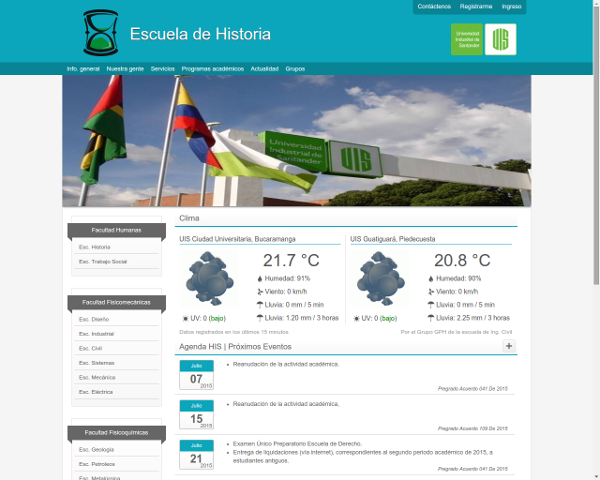 Contáctenos Registrarme Ingreso
Escuela de Historia
Universidad
Industrial de
Santander
UIS
Info. general Nuestra gente Servicios Programas académicos Actualidad Grupos
Universidad
Industrial de
Santander
UIS
Facultad Humanas
Esc. Historia
Esc. Trabajo Social
Facultad Fisicomecánicas
Esc. Diseño
Esc. Industrial
Esc. Civil
Esc. Sistemas
Esc. Mecánica
Esc. Eléctrica
Facultad Fisicoquímicas
Esc. Geología
Esc. Petroleos
Esc. Metalúrgica
Clima
UIS Ciudad Universitaria, Bucaramanga
21.7 °C
Humedad: 91%
Viento: 0 km/h
Lluvia: 0 mm / 5 min
UV: 0 (bajo)
Lluvia: 1.20 mm / 3 horas
UIS Guatiguará, Piedecuesta
20.8 °C
Humedad: 90%
Viento: 0 km/h
Lluvia: 0 mm / 5 min
UV: 0 (bajo)
Lluvia: 2.25 mm / 3 horas
Datos registrados en los últimos 15 minutos
Por el Grupo GPH de la escuela de Ing. Civil
Agenda HIS | Próximos Eventos
+
Julio
07
2015
Reanudación de la actividad académica.
Pregrado Acuerdo 041 De 2015
Julio
15
2015
Reanudación de la actividad académica,
Pregrado Acuerdo 109 De 2015
Julio
21
2015
Examen Único Preparatorio Escuela de Derecho.
Entrega de liquidaciones (vía internet), correspondientes al segundo periodo académico de 2015, a
estudiantes antiguos.
Pregrado Acuerdo 041 De 2015